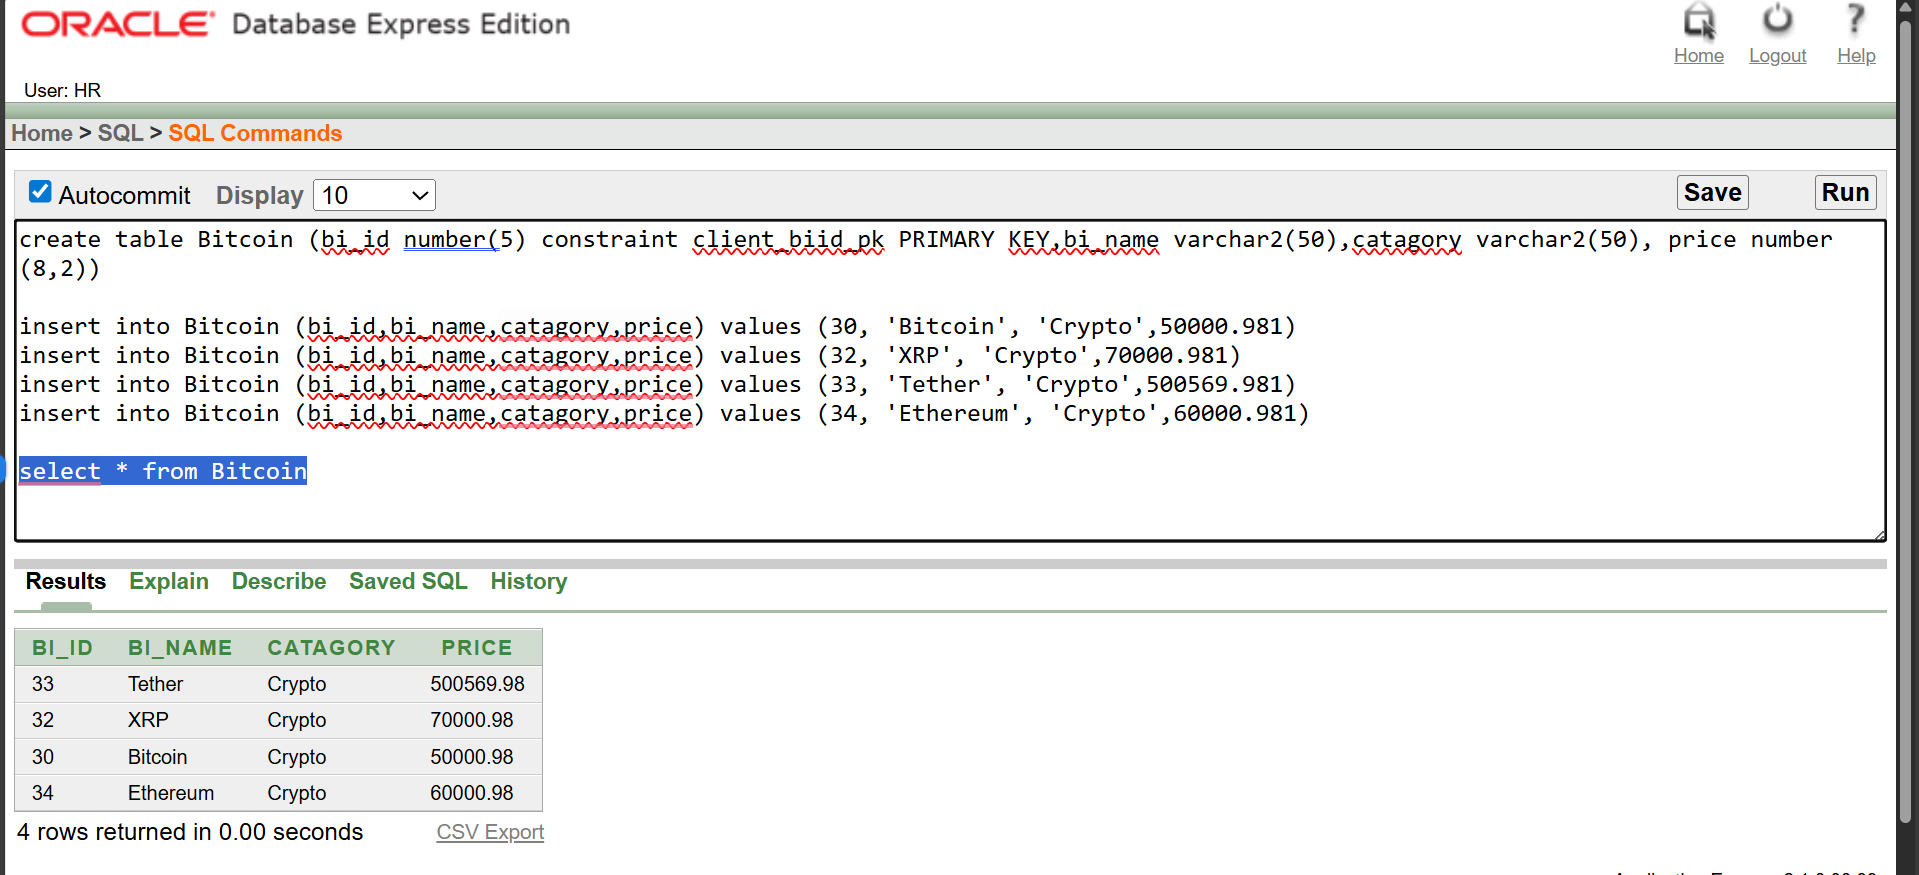 ORACLE Database Express Edition
Home Logout Help
User: HR
Home > SQL > SQL Commands
Autocommit Display 10 Save Run
create table Bitcoin (bi_id number(5) constraint client_biid_pk PRIMARY KEY,bi_name varchar2(50),catagory varchar2(50), price number
(8,2))
insert into Bitcoin (bi_id,bi_name,catagory,price) values (30, 'Bitcoin', 'Crypto',50000.981)
insert into Bitcoin (bi_id,bi_name,catagory,price) values (32, 'XRP', 'Crypto',70000.981)
insert into Bitcoin (bi_id,bi_name,catagory,price) values (33, 'Tether', 'Crypto',500569.981)
insert into Bitcoin (bi_id,bi_name,catagory,price) values (34, 'Ethereum', 'Crypto',60000.981)
select * from Bitcoin
Results Explain Describe Saved SQL History
BI_ID BI_NAME CATAGORY PRICE
33 Tether Crypto 500569.98
32 XRP Crypto 70000.98
30 Bitcoin Crypto 50000.98
34 Ethereum Crypto 60000.98
4 rows returned in 0.00 seconds CSV Export